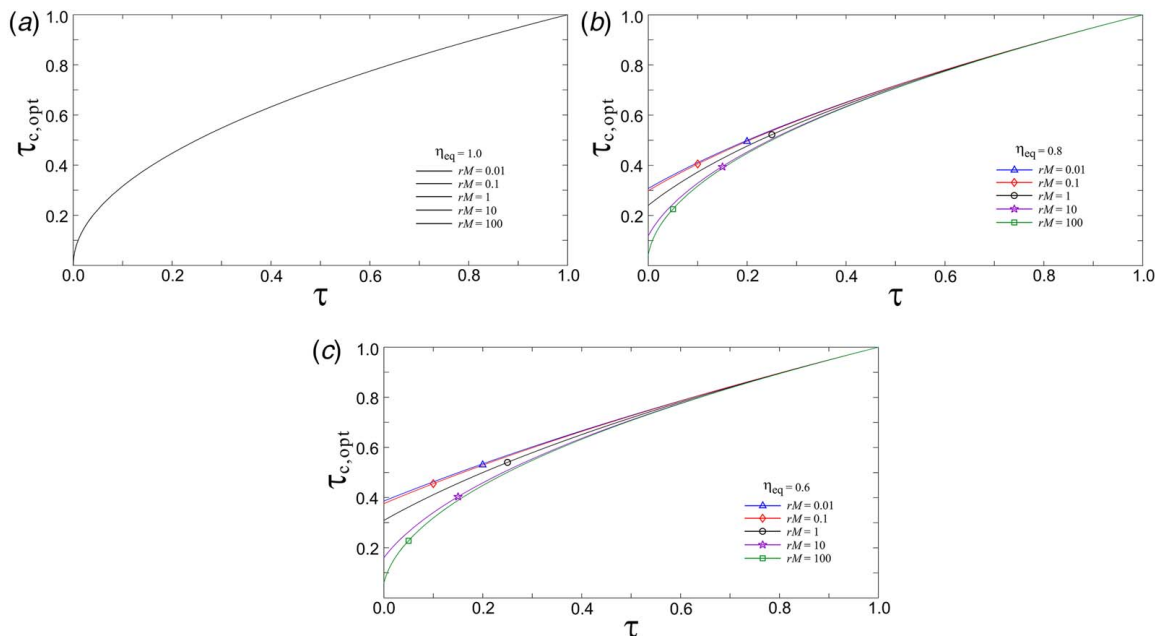 (a)
1.0
0.8
0.6
0.4
0.2
0.0 0.2 0.4 0.6 0.8 1.0
τ
τc,opt
ηeq = 1.0
rM = 0.01
rM = 0.1
rM = 1
rM = 10
rM = 100
(b)
1.0
0.8
0.6
0.4
0.2
0.0 0.2 0.4 0.6 0.8 1.0
τ
τc,opt
ηeq = 0.8
rM = 0.01
rM = 0.1
rM = 1
rM = 10
rM = 100
(c)
1.0
0.8
0.6
0.4
0.2
0.0 0.2 0.4 0.6 0.8 1.0
τ
τc,opt
ηeq = 0.6
rM = 0.01
rM = 0.1
rM = 1
rM = 10
rM = 100